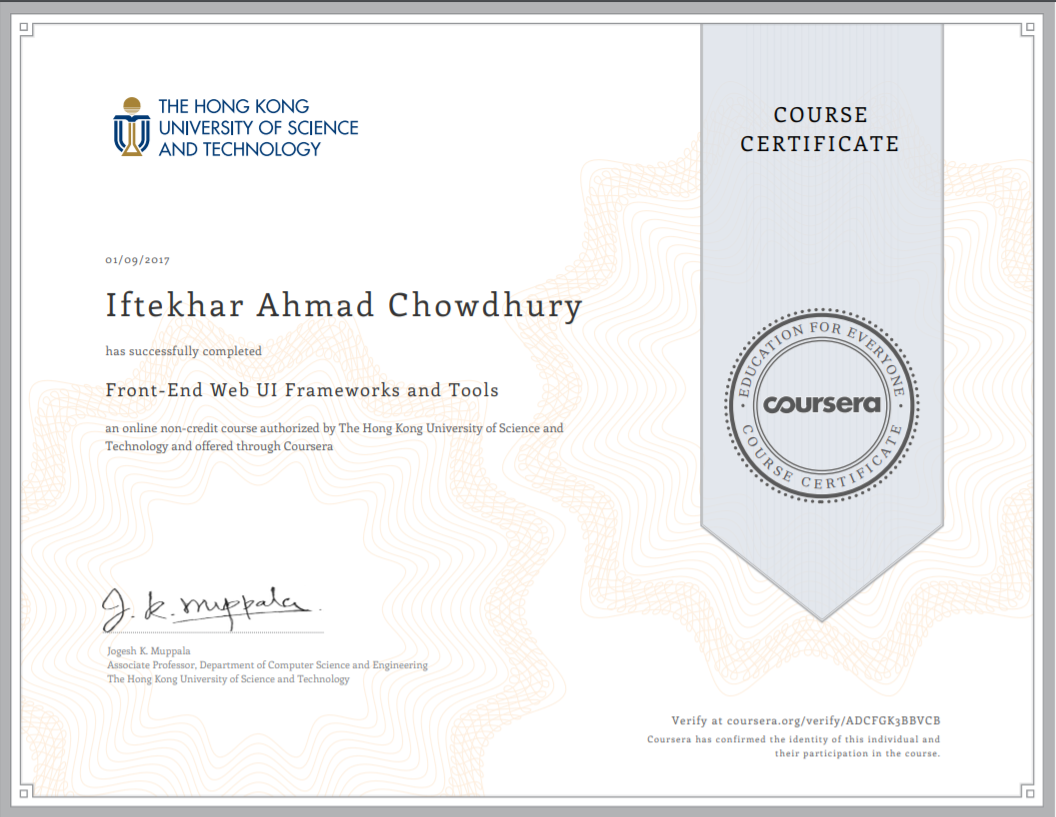 THE HONG KONG
UNIVERSITY OF SCIENCE
AND TECHNOLOGY
COURSE
CERTIFICATE
01/09/2017
Iftekhar Ahmad Chowdhury
has successfully completed
Front-End Web UI Frameworks and Tools
an online non-credit course authorized by The Hong Kong University of Science and
Technology and offered through Coursera
EDUCATION FOR EVERYONE
coursera
COURSE CERTIFICATE
J. K. Muppala
Jogesh K. Muppala
Associate Professor, Department of Computer Science and Engineering
The Hong Kong University of Science and Technology
Verify at coursera.org/verify/ADCFGK3BBVCB
Coursera has confirmed the identity of this individual and
their participation in the course.